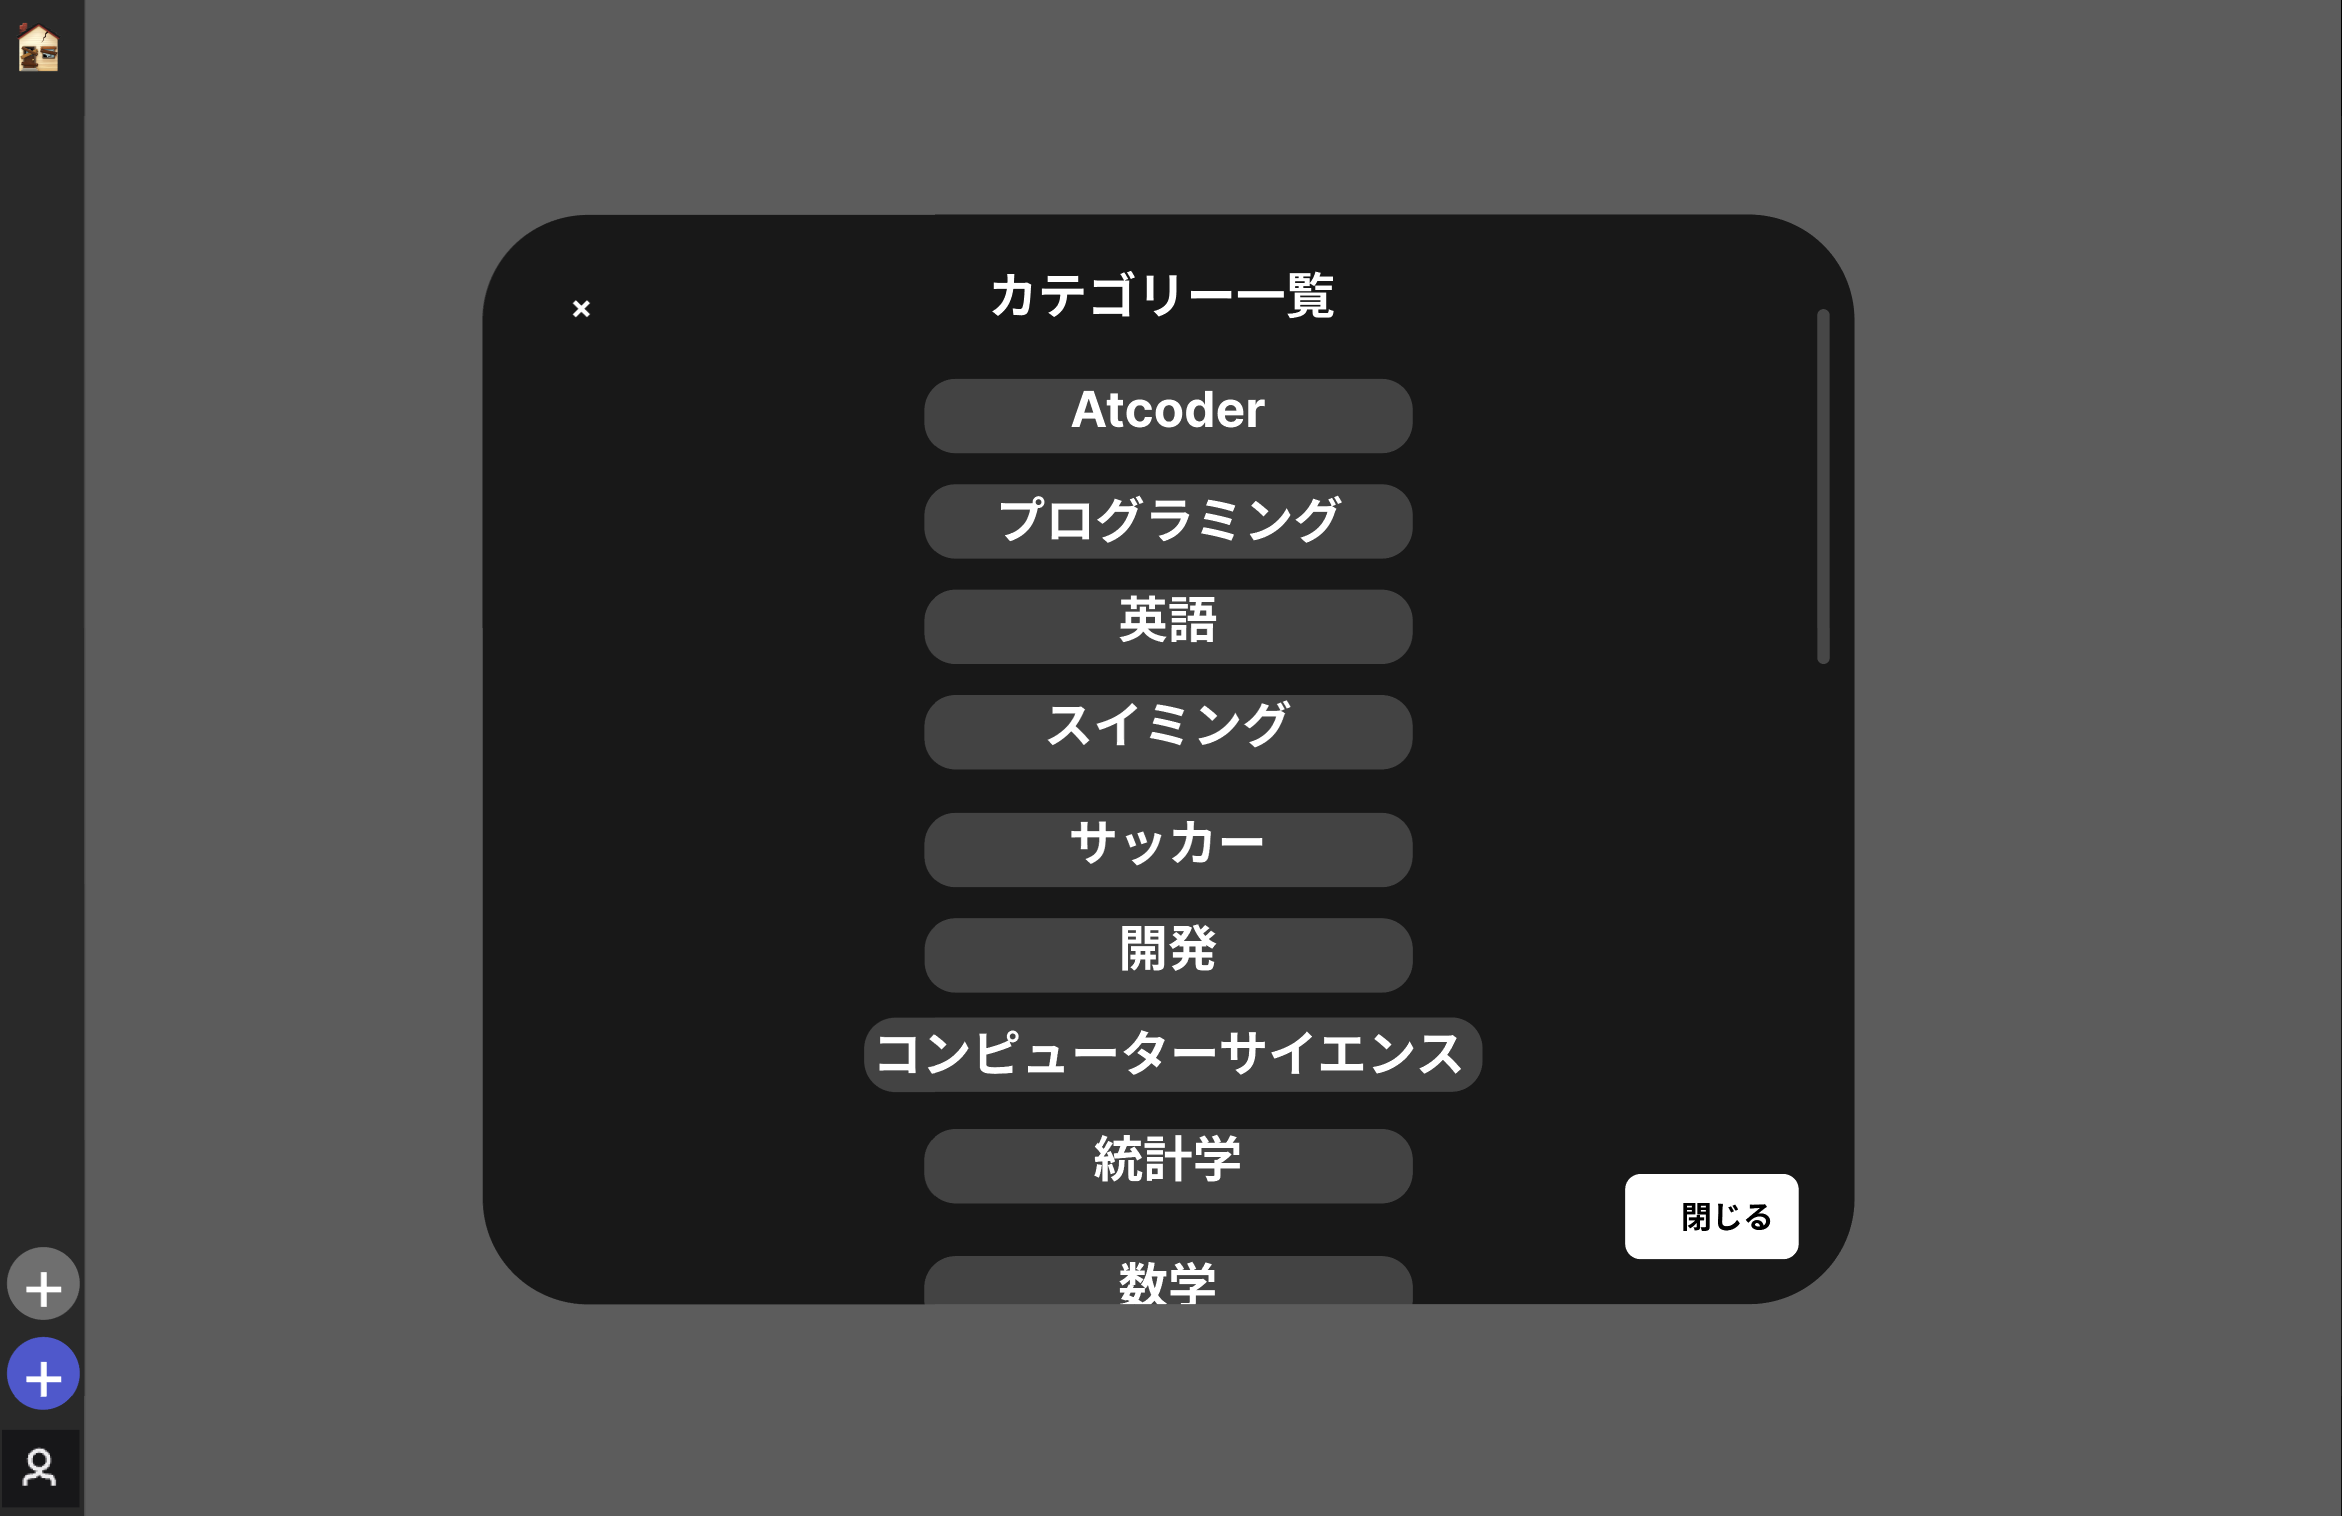 カテゴリー一覧
×
Atcoder
プログラミング
英語
スイミング
サッカー
開発
コンピューターサイエンス
統計学
数学
閉じる